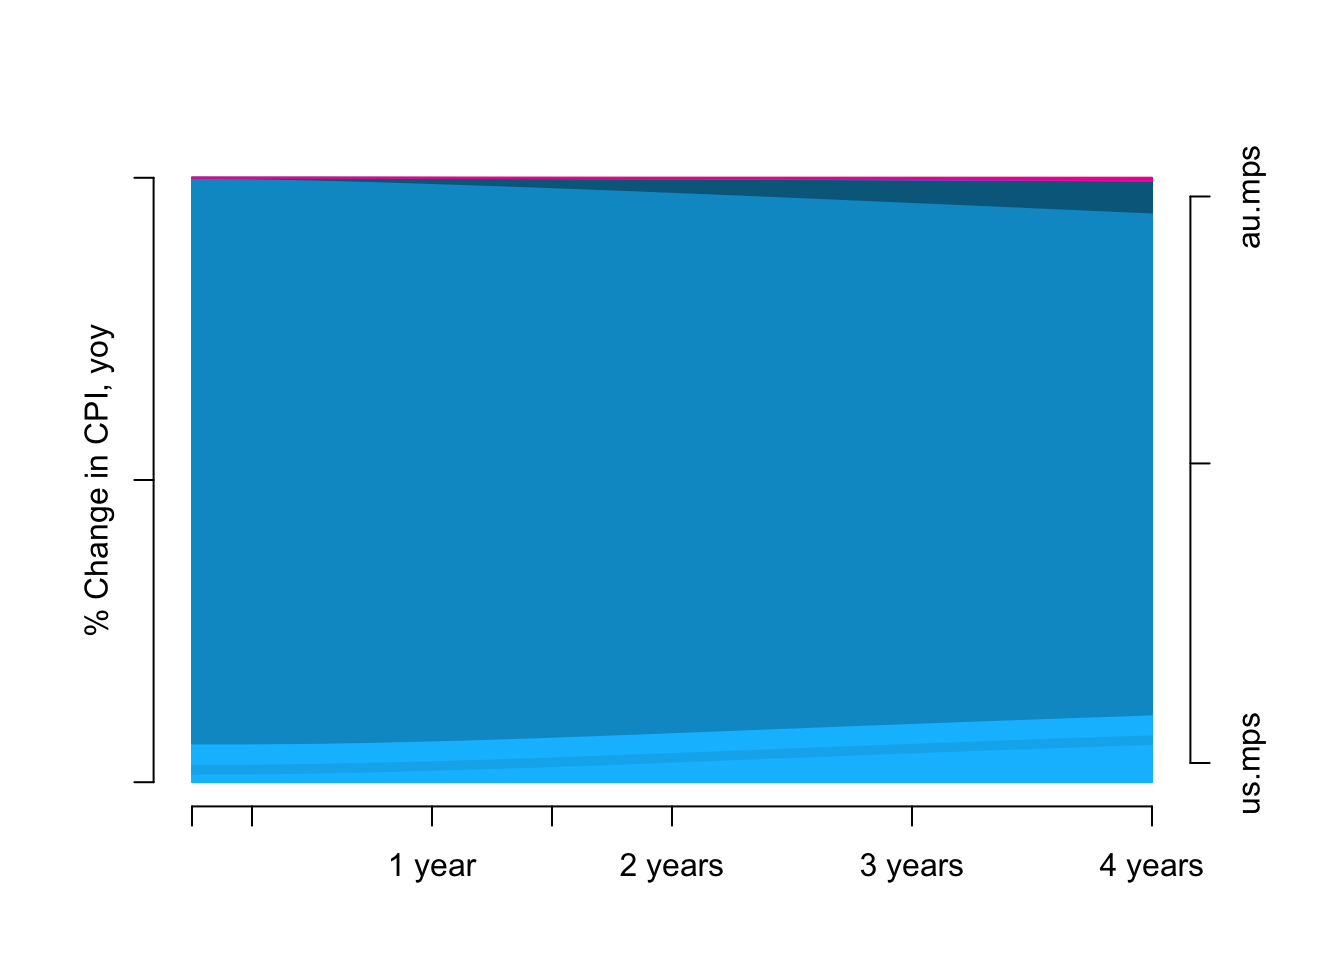 % Change in CPI, yoy
au.mps
us.mps
1 year
2 years
3 years
4 years